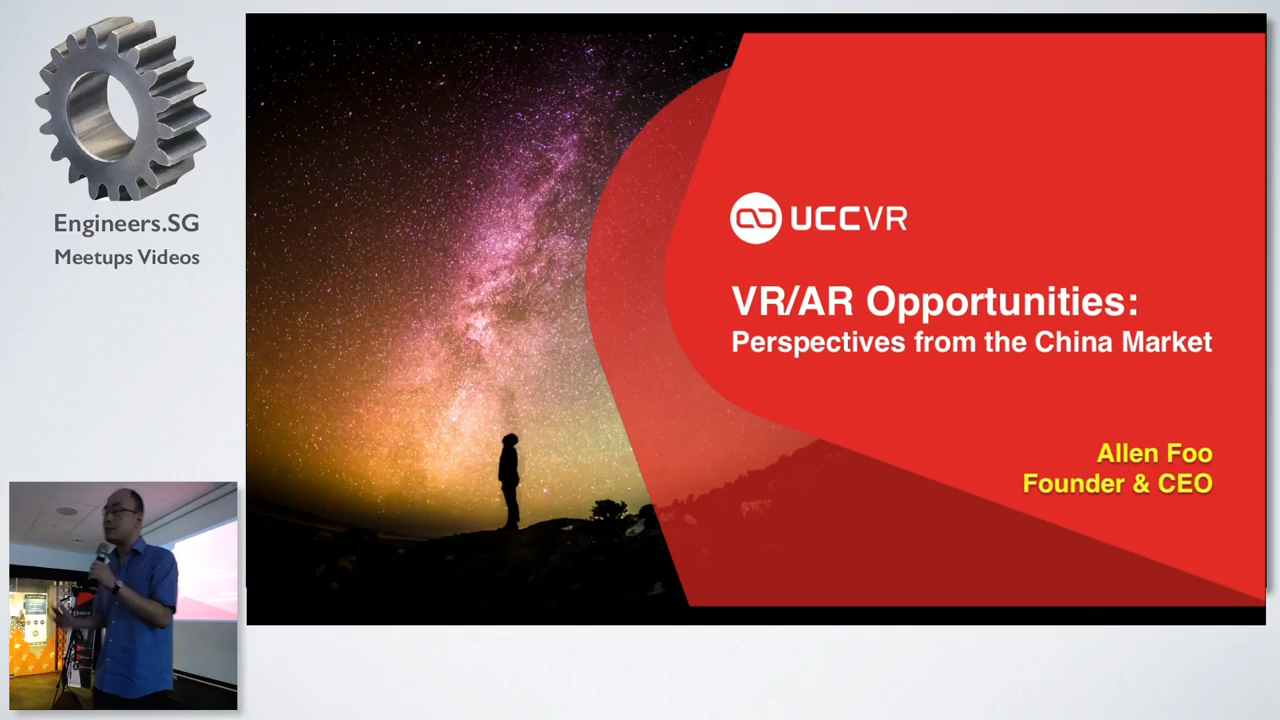 Engineers.SG
Meetups Videos
UCCVR
VR/AR Opportunities:
Perspectives from the China Market
Allen Foo
Founder & CEO